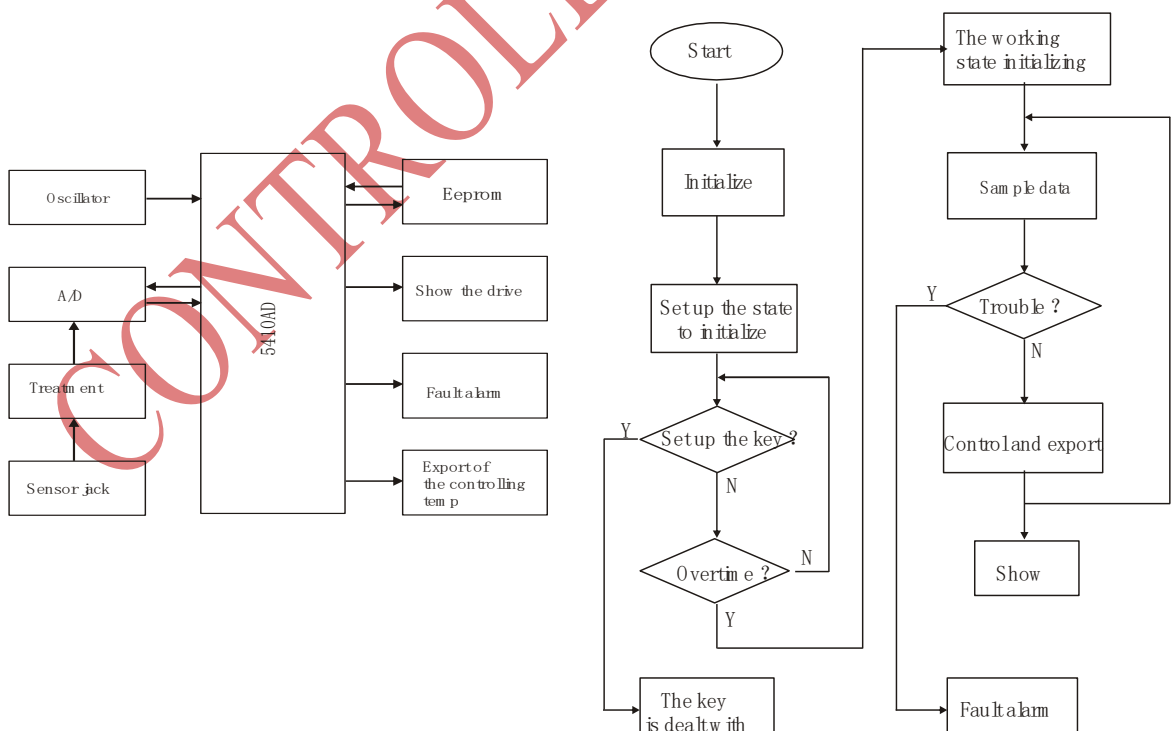 CONTROL
Oscillator
A/D
Treatment
Sensor jack
5410AD
Eeprom
Show the drive
Fault alarm
Export of
the controlling
temp
Start
Initialize
Setup the state
to initialize
Setup the key ?
Y
N
Overtime ?
N
Y
The key
is dealt with
The working
state initializing
Sample data
Trouble ?
Y
N
Control and export
Show
Fault alarm